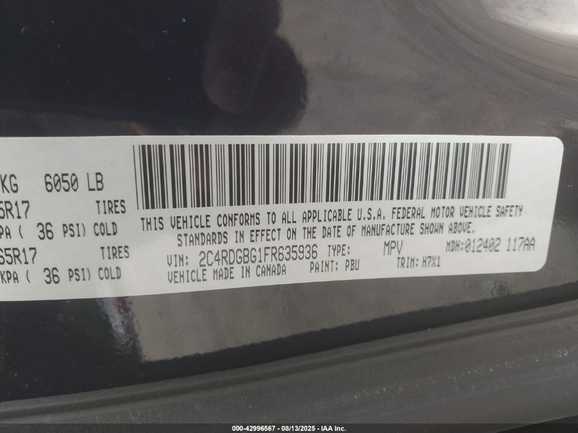 KG 6050 LB
5R17 TIRES
KPA ( 36 PSI) COLD
65R17 TIRES
KPA ( 36 PSI) COLD
THIS VEHICLE CONFORMS TO ALL APPLICABLE U.S.A. FEDERAL MOTOR VEHICLE SAFETY
STANDARDS IN EFFECT ON THE DATE OF MANUFACTURE SHOWN ABOVE.
VIN: 2C4RDGBG1FR635936 TYPE: MPV MDH:012402 117AA
VEHICLE MADE IN CANADA PAINT: PBU TRIM: H7X1
000-42996567 - 08/13/2025 - IAA Inc.